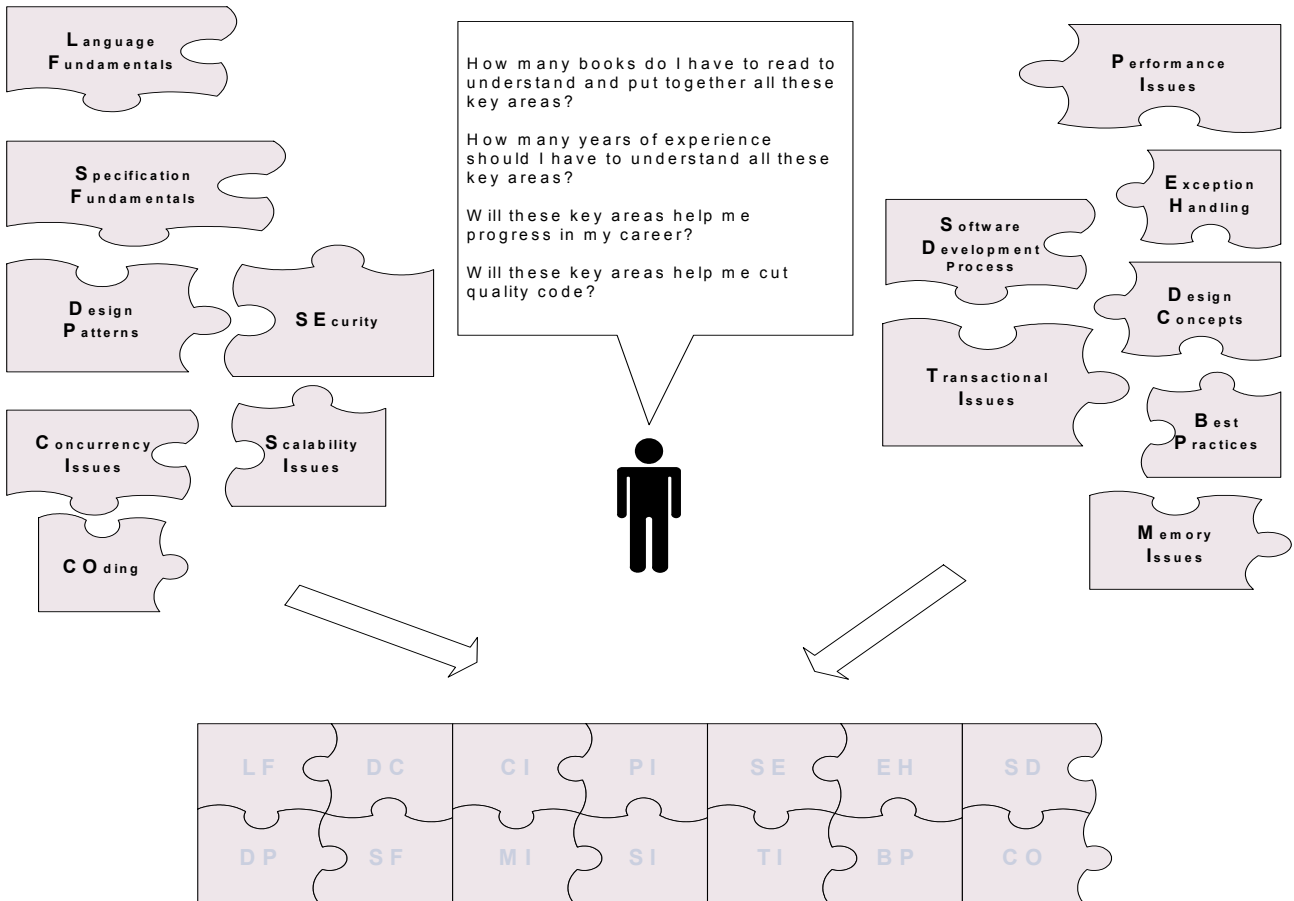 Language
Fundamentals
Specification
Fundamentals
Design
Patterns
SEcurity
Concurrency
Issues
Scalability
Issues
COding
How many books do I have to read to
understand and put together all these
key areas?
How many years of experience
should I have to understand all these
key areas?
Will these key areas help me
progress in my career?
Will these key areas help me cut
quality code?
Performance
Issues
Exception
Handling
Software
Development
Process
Design
Concepts
Transactional
Issues
Best
Practices
Memory
Issues
LF DC CI PI SE EH SD
DP SF MI SI TI BP CO